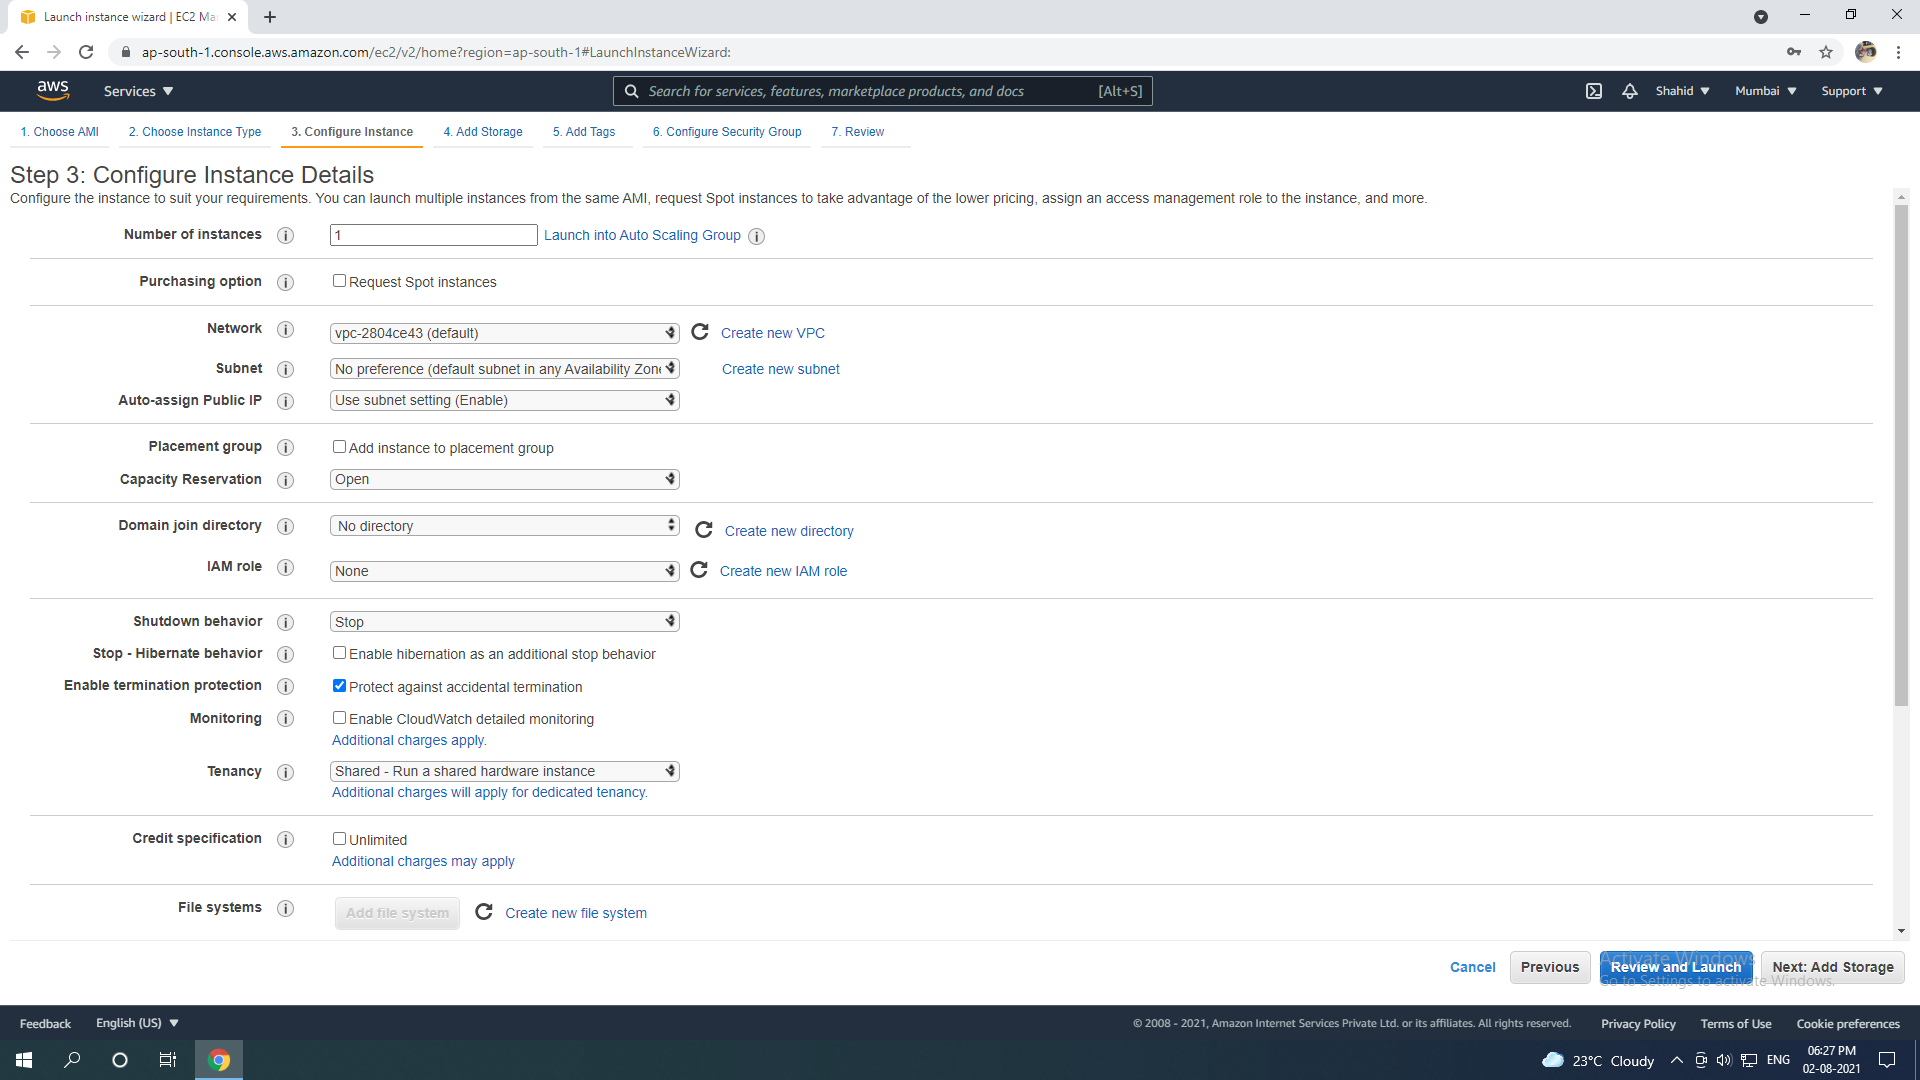 Launch instance wizard | EC2 Ma
ap-south-1.console.aws.amazon.com/ec2/v2/home?region=ap-south-1#LaunchInstanceWizard:
aws Services Search for services, features, marketplace products, and docs [Alt+S] Shahid Mumbai Support
1. Choose AMI 2. Choose Instance Type 3. Configure Instance 4. Add Storage 5. Add Tags 6. Configure Security Group 7. Review
Step 3: Configure Instance Details
Configure the instance to suit your requirements. You can launch multiple instances from the same AMI, request Spot instances to take advantage of the lower pricing, assign an access management role to the instance, and more.
Number of instances 1 Launch into Auto Scaling Group
Purchasing option Request Spot instances
Network vpc-2804ce43 (default) Create new VPC
Subnet No preference (default subnet in any Availability Zone Create new subnet
Auto-assign Public IP Use subnet setting (Enable)
Placement group Add instance to placement group
Capacity Reservation Open
Domain join directory No directory Create new directory
IAM role None Create new IAM role
Shutdown behavior Stop
Stop - Hibernate behavior Enable hibernation as an additional stop behavior
Enable termination protection Protect against accidental termination
Monitoring Enable CloudWatch detailed monitoring
Additional charges apply.
Tenancy Shared - Run a shared hardware instance
Additional charges will apply for dedicated tenancy.
Credit specification Unlimited
Additional charges may apply
File systems Add file system Create new file system
Activate Windows
Cancel Previous Review and Launch Next: Add Storage
Go to Settings to activate Windows.
Feedback English (US) © 2008 - 2021, Amazon Internet Services Private Ltd. or its affiliates. All rights reserved. Privacy Policy Terms of Use Cookie preferences
23°C Cloudy ENG 06:27 PM
02-08-2021